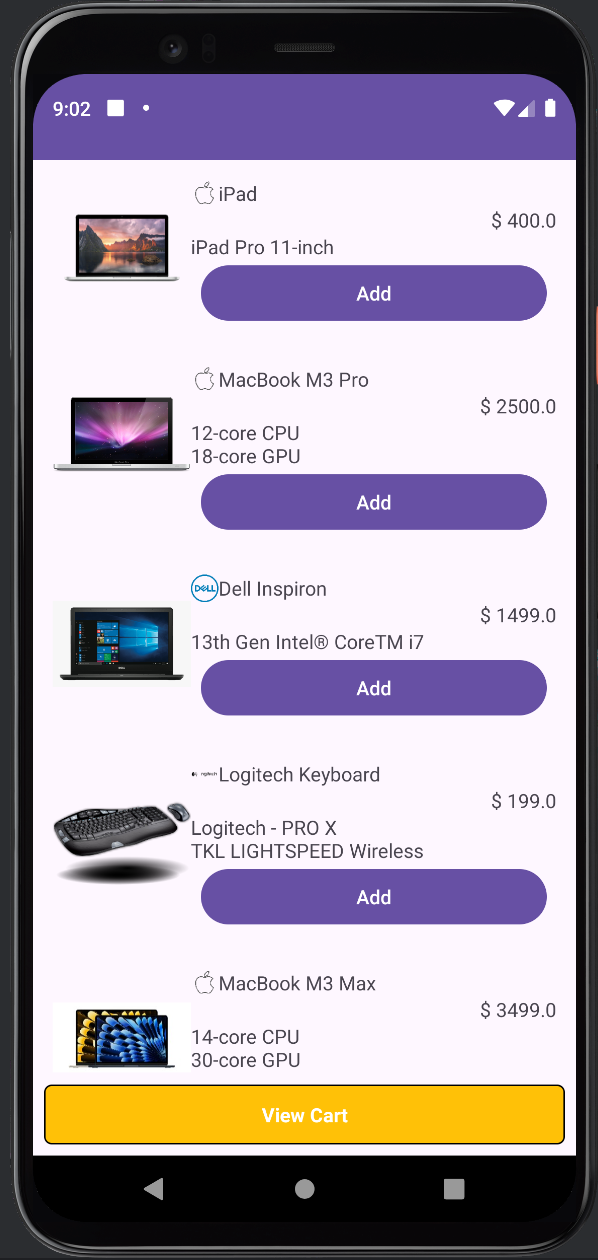 9:02
iPad
$ 400.0
iPad Pro 11-inch
Add
MacBook M3 Pro
$ 2500.0
12-core CPU
18-core GPU
Add
DELL
Dell Inspiron
$ 1499.0
13th Gen Intel® CoreTM i7
Add
Logitech Keyboard
$ 199.0
Logitech - PRO X
TKL LIGHTSPEED Wireless
Add
MacBook M3 Max
$ 3499.0
14-core CPU
30-core GPU
View Cart